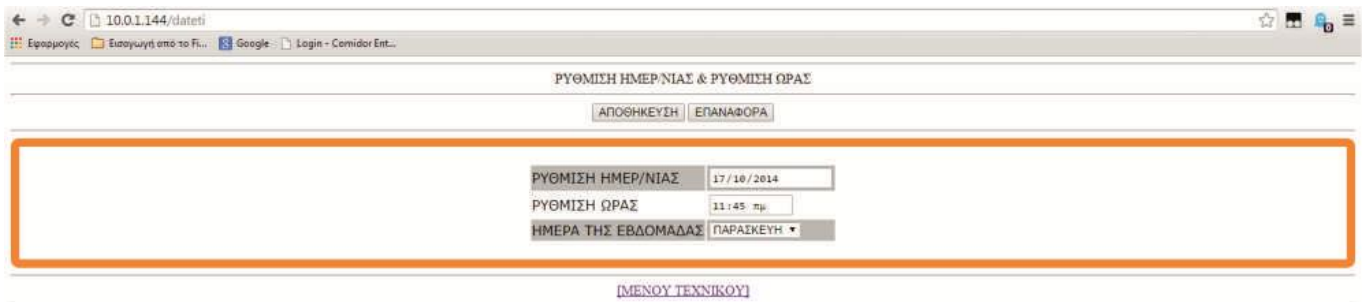 10.0.1.144/dateti
Εφαρμογές Εισαγωγή από το Fi... Google Login - Comidor Ent...
ΡΥΘΜΙΣΗ ΗΜΕΡ/ΝΙΑΣ & ΡΥΘΜΙΣΗ ΩΡΑΣ
ΑΠΟΘΗΚΕΥΣΗ ΕΠΑΝΑΦΟΡΑ
ΡΥΘΜΙΣΗ ΗΜΕΡ/ΝΙΑΣ 17/10/2014
ΡΥΘΜΙΣΗ ΩΡΑΣ 11:45 πμ
ΗΜΕΡΑ ΤΗΣ ΕΒΔΟΜΑΔΑΣ ΠΑΡΑΣΚΕΥΗ
[ΜΕΝΟΥ ΤΕΧΝΙΚΟΥ]